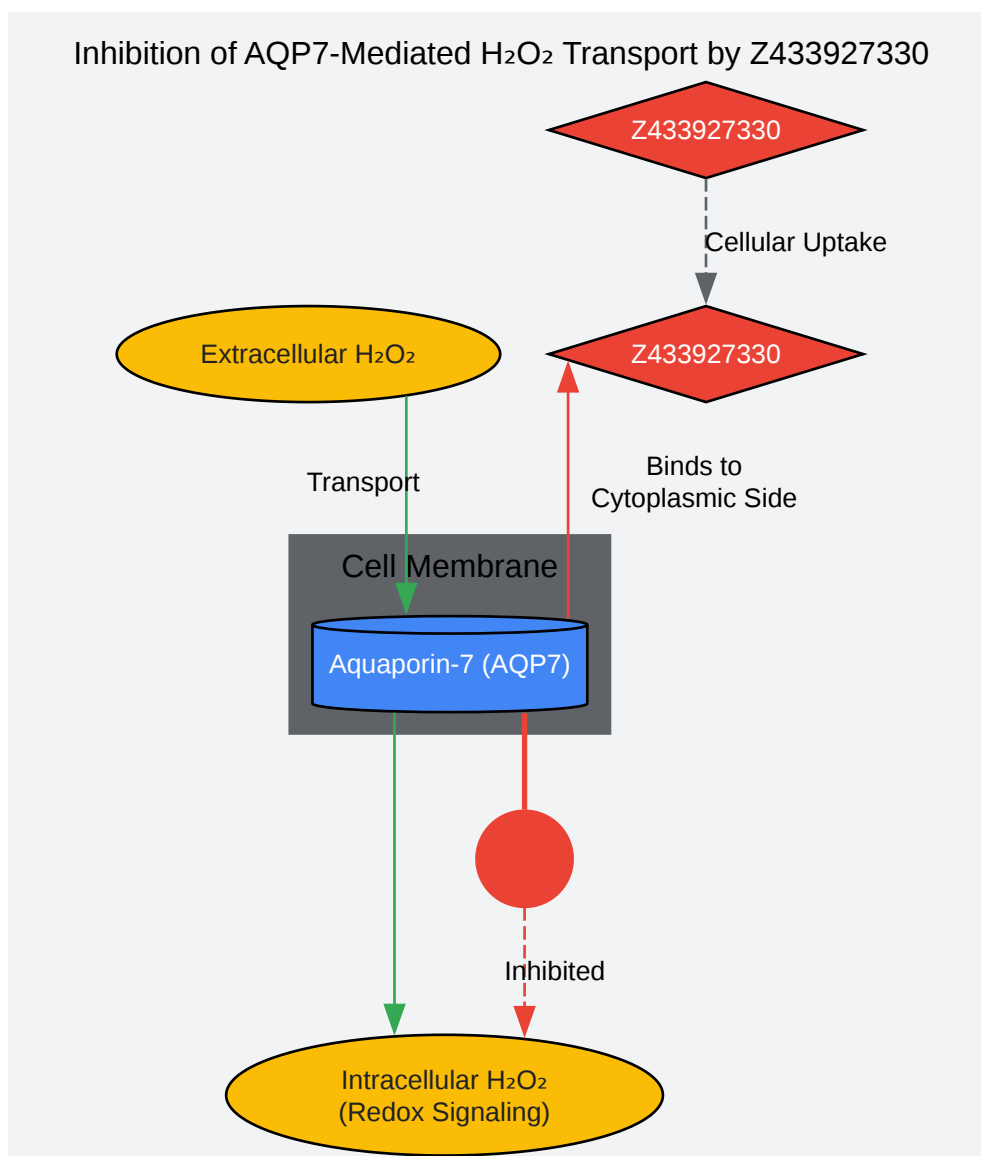 Inhibition of AQP7-Mediated H₂O₂ Transport by Z433927330
Z433927330
Cellular Uptake
Extracellular H₂O₂
Z433927330
Transport
Binds to
Cytoplasmic Side
Cell Membrane
Aquaporin-7 (AQP7)
Inhibited
Intracellular H₂O₂
(Redox Signaling)